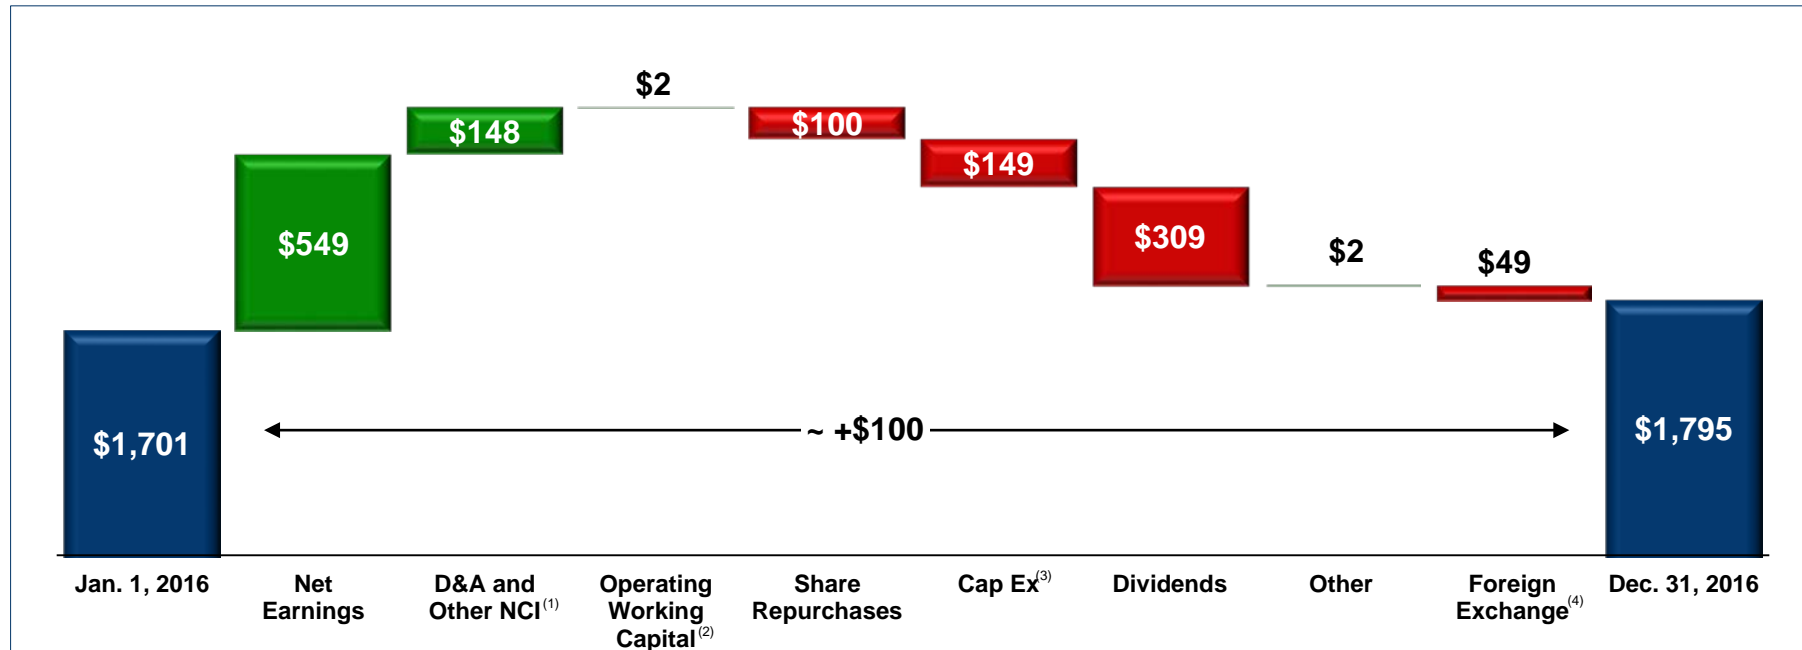 $2
$148
$100
$149
$549
$309
$2
$49
$1,701
~ +$100
$1,795
Jan. 1, 2016
Net
Earnings
D&A and
Other NCI(1)
Operating
Working
Capital(2)
Share
Repurchases
Cap Ex(3)
Dividends
Other
Foreign
Exchange(4)
Dec. 31, 2016